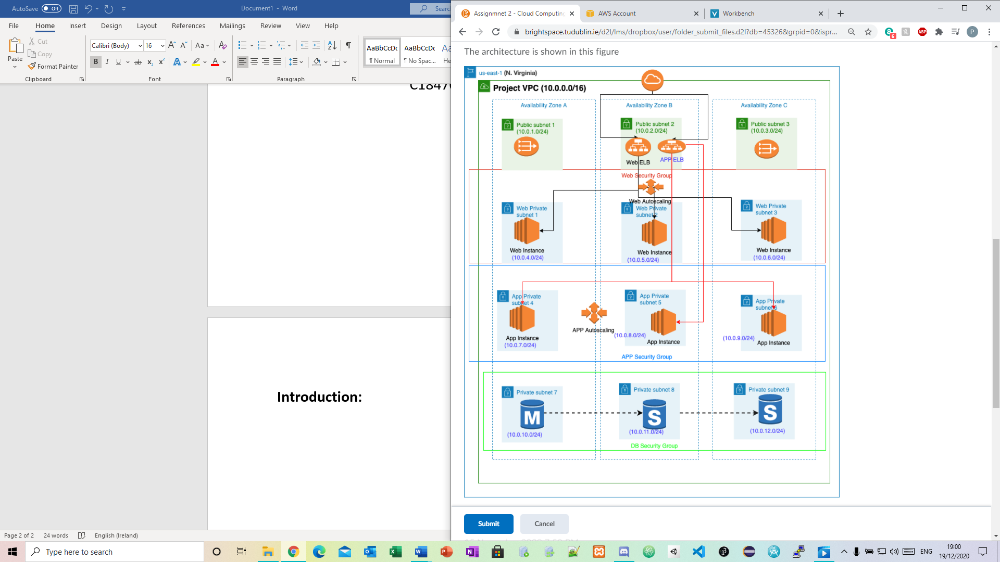 AutoSave Off
Document1 - Word
Searc
File Home Insert Design Layout References Mailings Review View Help
Paste
Cut
Copy
Format Painter
Clipboard
Calibri (Body) 16
Font
Paragraph
AaBbCcDc AaBbCcDc
¶ Normal ¶ No Spac... He
Introduction:
Page 2 of 2 24 words English (Ireland)
Assignmnet 2 - Cloud Computing
AWS Account
Workbench
brightspace.tudublin.ie/d2l/lms/dropbox/user/folder_submit_files.d2l?db=45326&grpid=0&ispr...
6
ABP
P
The architecture is shown in this figure
us-east-1 (N. Virginia)
Project VPC (10.0.0.0/16)
Availability Zone A
Availability Zone B
Availability Zone C
Public subnet 1
(10.0.1.0/24)
Public subnet 2
(10.0.2.0/24)
Public subnet 3
(10.0.3.0/24)
Web ELB
APP ELB
Web Security Group
Web Autoscaling
Web Private
subnet 1
Web Private
subnet 2
Web Private
subnet 3
Web Instance
(10.0.4.0/24)
Web Instance
(10.0.5.0/24)
Web Instance
(10.0.6.0/24)
App Private
subnet 4
App Private
subnet 5
App Private
subnet 6
APP Autoscaling
App Instance
(10.0.7.0/24)
(10.0.8.0/24)
App Instance
(10.0.9.0/24)
App Instance
APP Security Group
Private subnet 7
Private subnet 8
Private subnet 9
M
S
S
(10.0.10.0/24)
(10.0.11.0/24)
(10.0.12.0/24)
DB Security Group
Submit
Cancel
Type here to search
ENG
19:00
19/12/2020